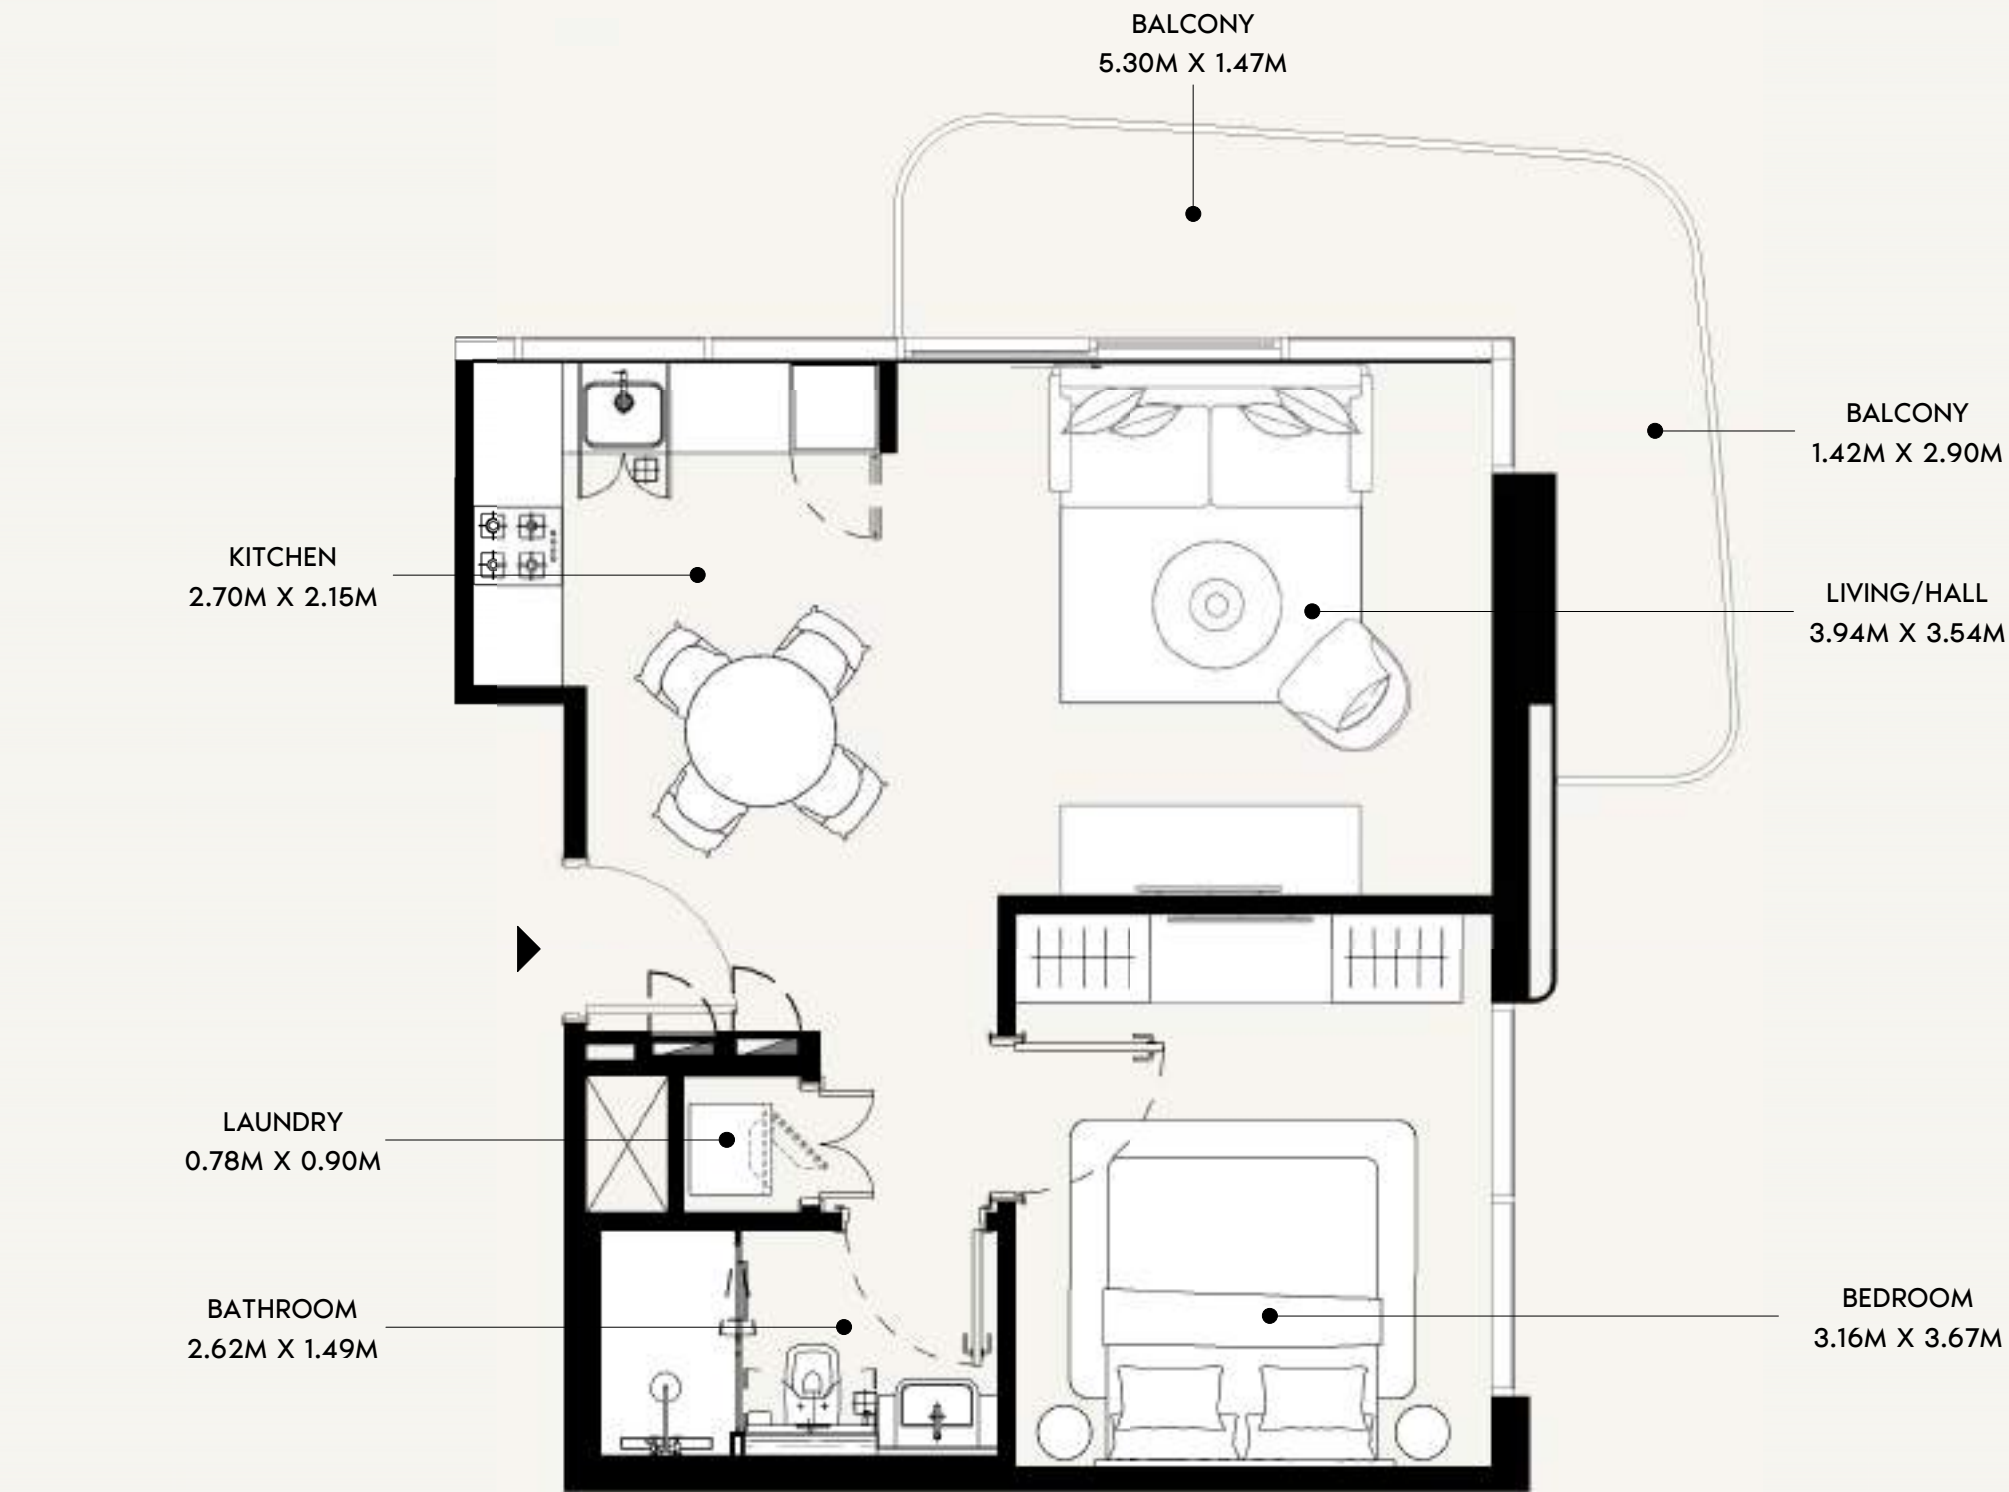 BALCONY
5.30M X 1.47M
BALCONY
1.42M X 2.90M
KITCHEN
2.70M X 2.15M
LIVING/HALL
3.94M X 3.54M
LAUNDRY
0.78M X 0.90M
BATHROOM
2.62M X 1.49M
BEDROOM
3.16M X 3.67M